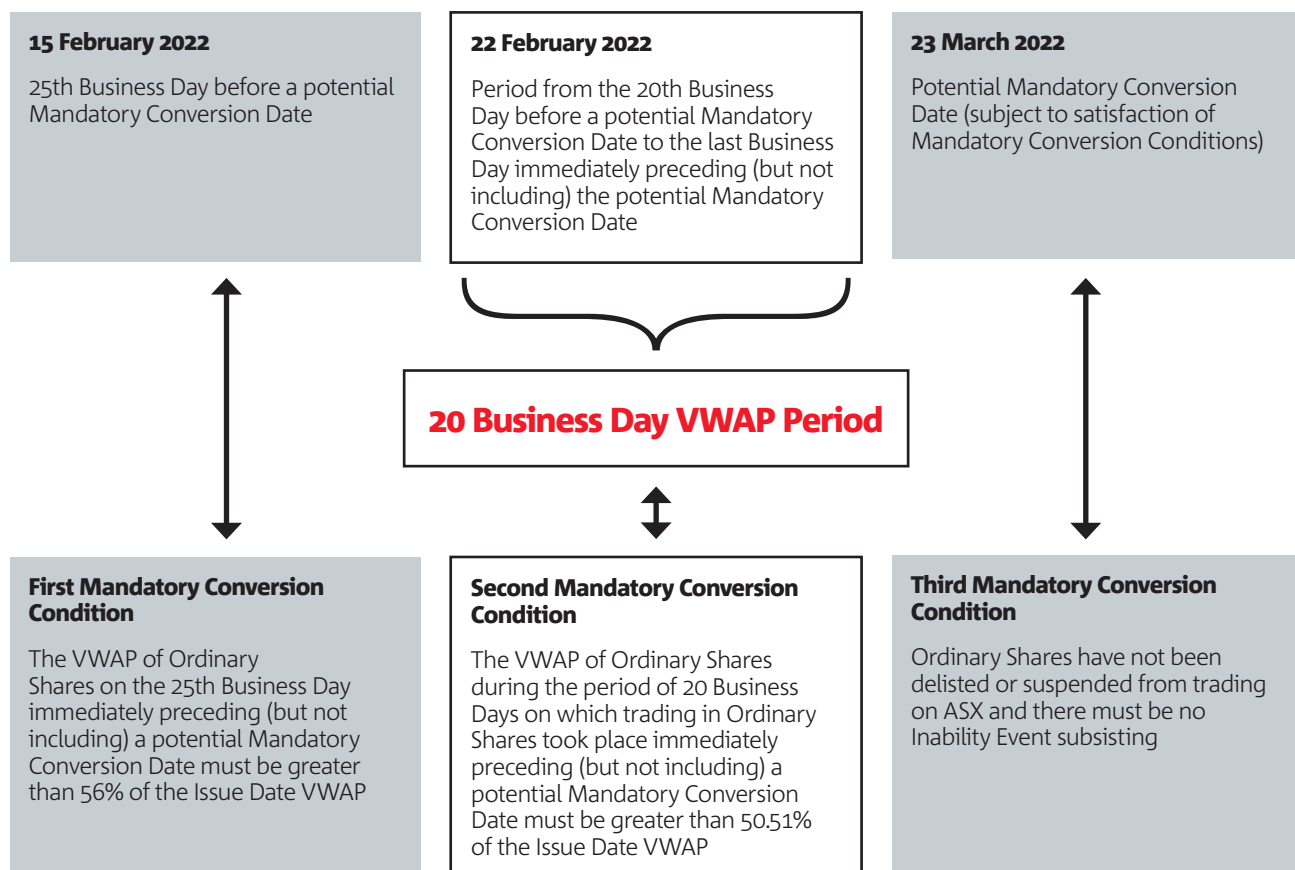 15 February 2022
25th Business Day before a potential
Mandatory Conversion Date
22 February 2022
Period from the 20th Business
Day before a potential Mandatory
Conversion Date to the last Business
Day immediately preceding (but not
including) the potential Mandatory
Conversion Date
23 March 2022
Potential Mandatory Conversion
Date (subject to satisfaction of
Mandatory Conversion Conditions)
20 Business Day VWAP Period
First Mandatory Conversion
Condition
The VWAP of Ordinary
Shares on the 25th Business Day
immediately preceding (but not
including) a potential Mandatory
Conversion Date must be greater
than 56% of the Issue Date VWAP
Second Mandatory Conversion
Condition
The VWAP of Ordinary Shares
during the period of 20 Business
Days on which trading in Ordinary
Shares took place immediately
preceding (but not including) a
potential Mandatory Conversion
Date must be greater than 50.51%
of the Issue Date VWAP
Third Mandatory Conversion
Condition
Ordinary Shares have not been
delisted or suspended from trading
on ASX and there must be no
Inability Event subsisting